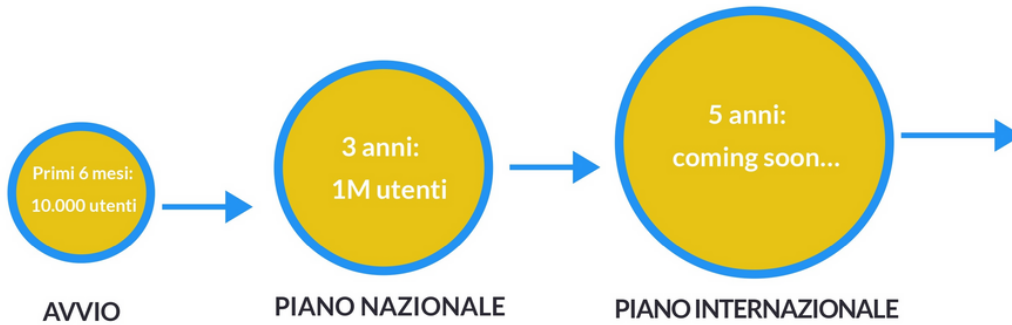 Primi 6 mesi:
10.000 utenti
AVVIO
3 anni:
1M utenti
PIANO NAZIONALE
5 anni:
coming soon...
PIANO INTERNAZIONALE